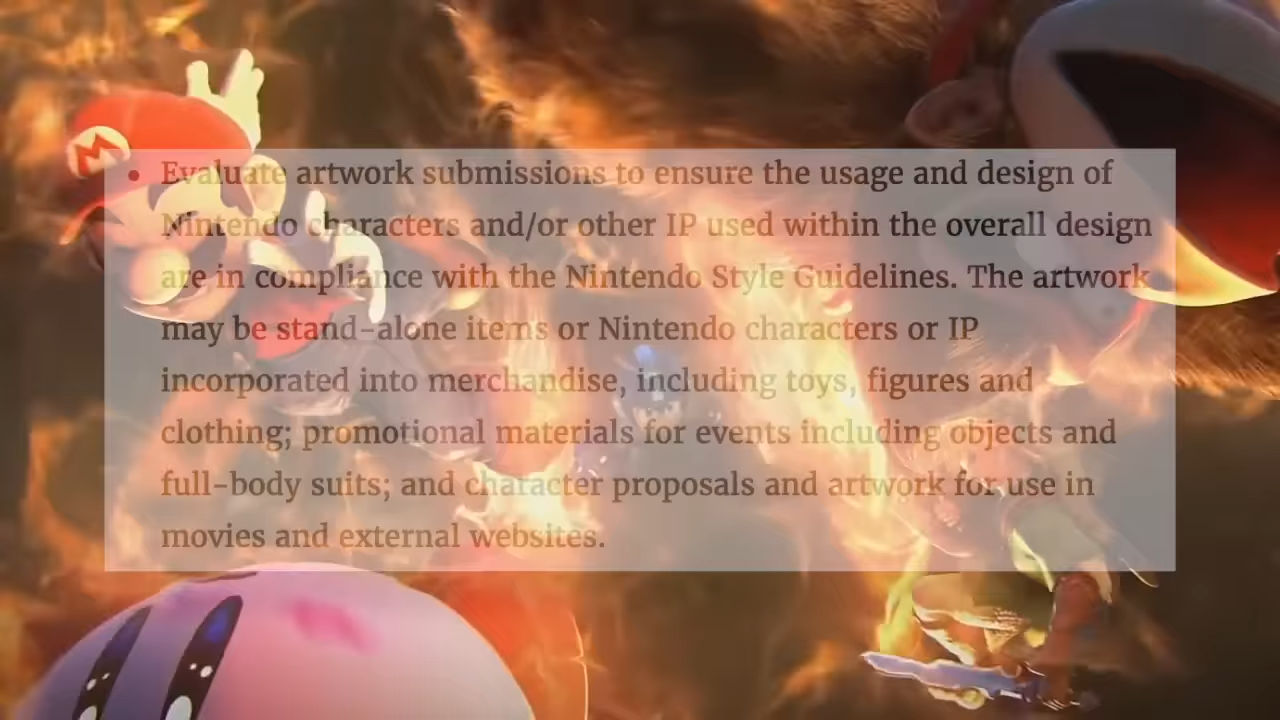 • Evaluate artwork submissions to ensure the usage and design of
Nintendo characters and/or other IP used within the overall design
are in compliance with the Nintendo Style Guidelines. The artwork
may be stand-alone items or Nintendo characters or IP
incorporated into merchandise, including toys, figures and
clothing; promotional materials for events including objects and
full-body suits; and character proposals and artwork for use in
movies and external websites.
M